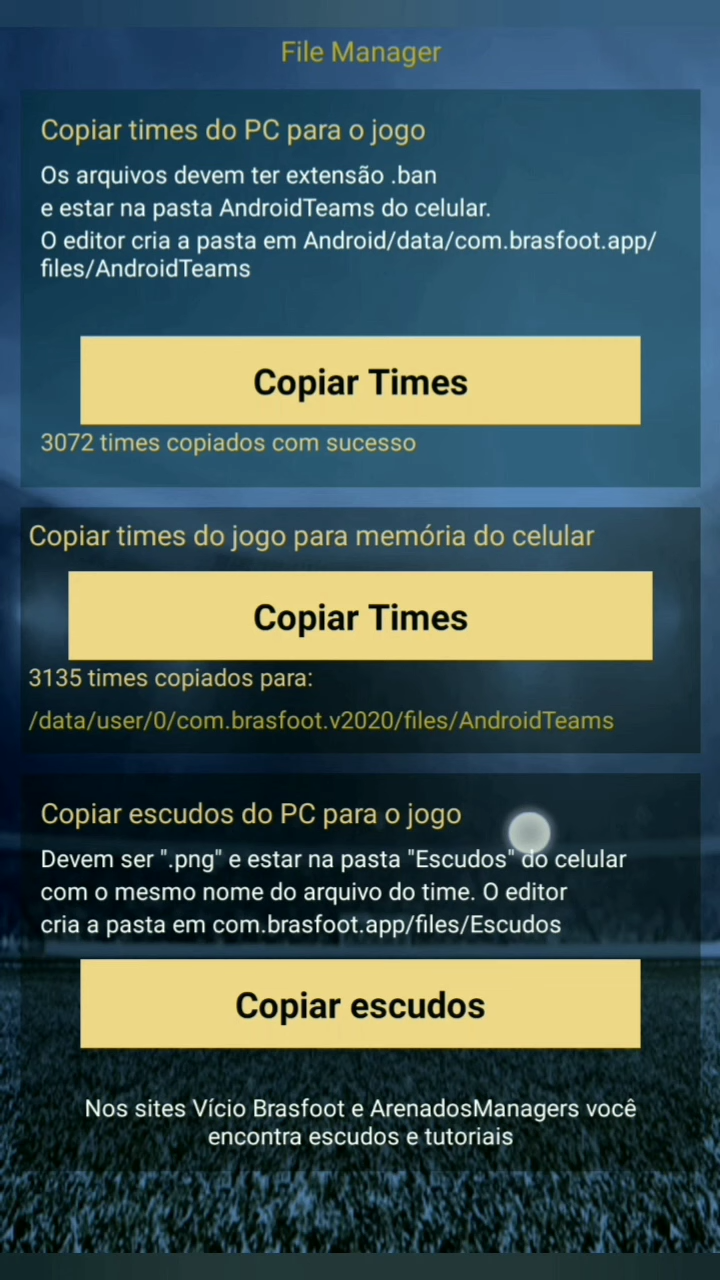 File Manager
Copiar times do PC para o jogo
Os arquivos devem ter extensão .ban
e estar na pasta AndroidTeams do celular.
O editor cria a pasta em Android/data/com.brasfoot.app/
files/AndroidTeams
Copiar Times
3072 times copiados com sucesso
Copiar times do jogo para memória do celular
Copiar Times
3135 times copiados para:
/data/user/0/com.brasfoot.v2020/files/AndroidTeams
Copiar escudos do PC para o jogo
Devem ser ".png" e estar na pasta "Escudos" do celular
com o mesmo nome do arquivo do time. O editor
cria a pasta em com.brasfoot.app/files/Escudos
Copiar escudos
Nos sites Vício Brasfoot e ArenadosManagers você
encontra escudos e tutoriais